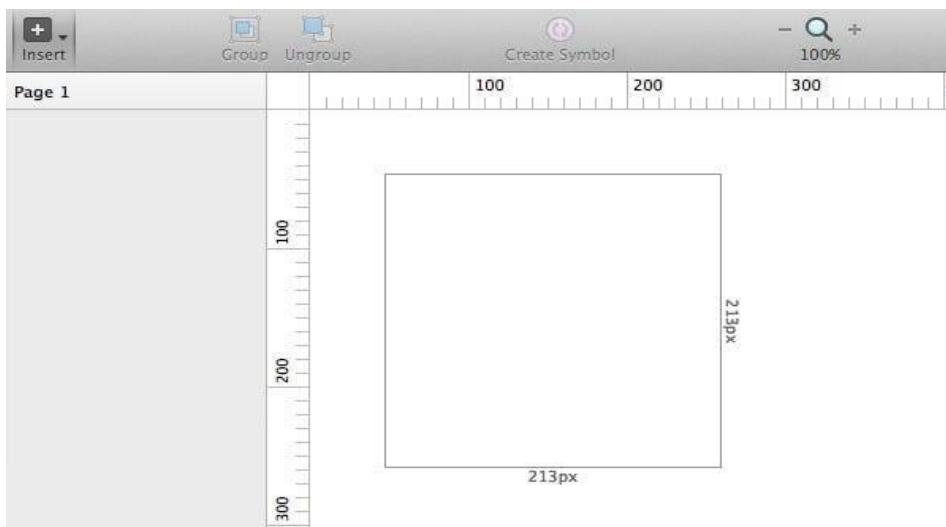 Insert
Group
Ungroup
Create Symbol
100%
Page 1
100
200
300
100
200
300
213px
213px